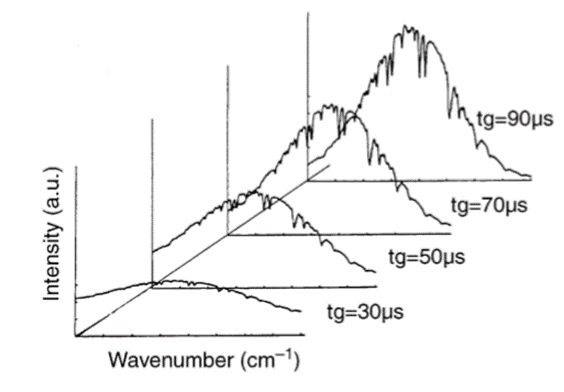 tg=90μs
tg=70μs
tg=50μs
tg=30μs
Intensity (a.u.)
Wavenumber (cm⁻¹)